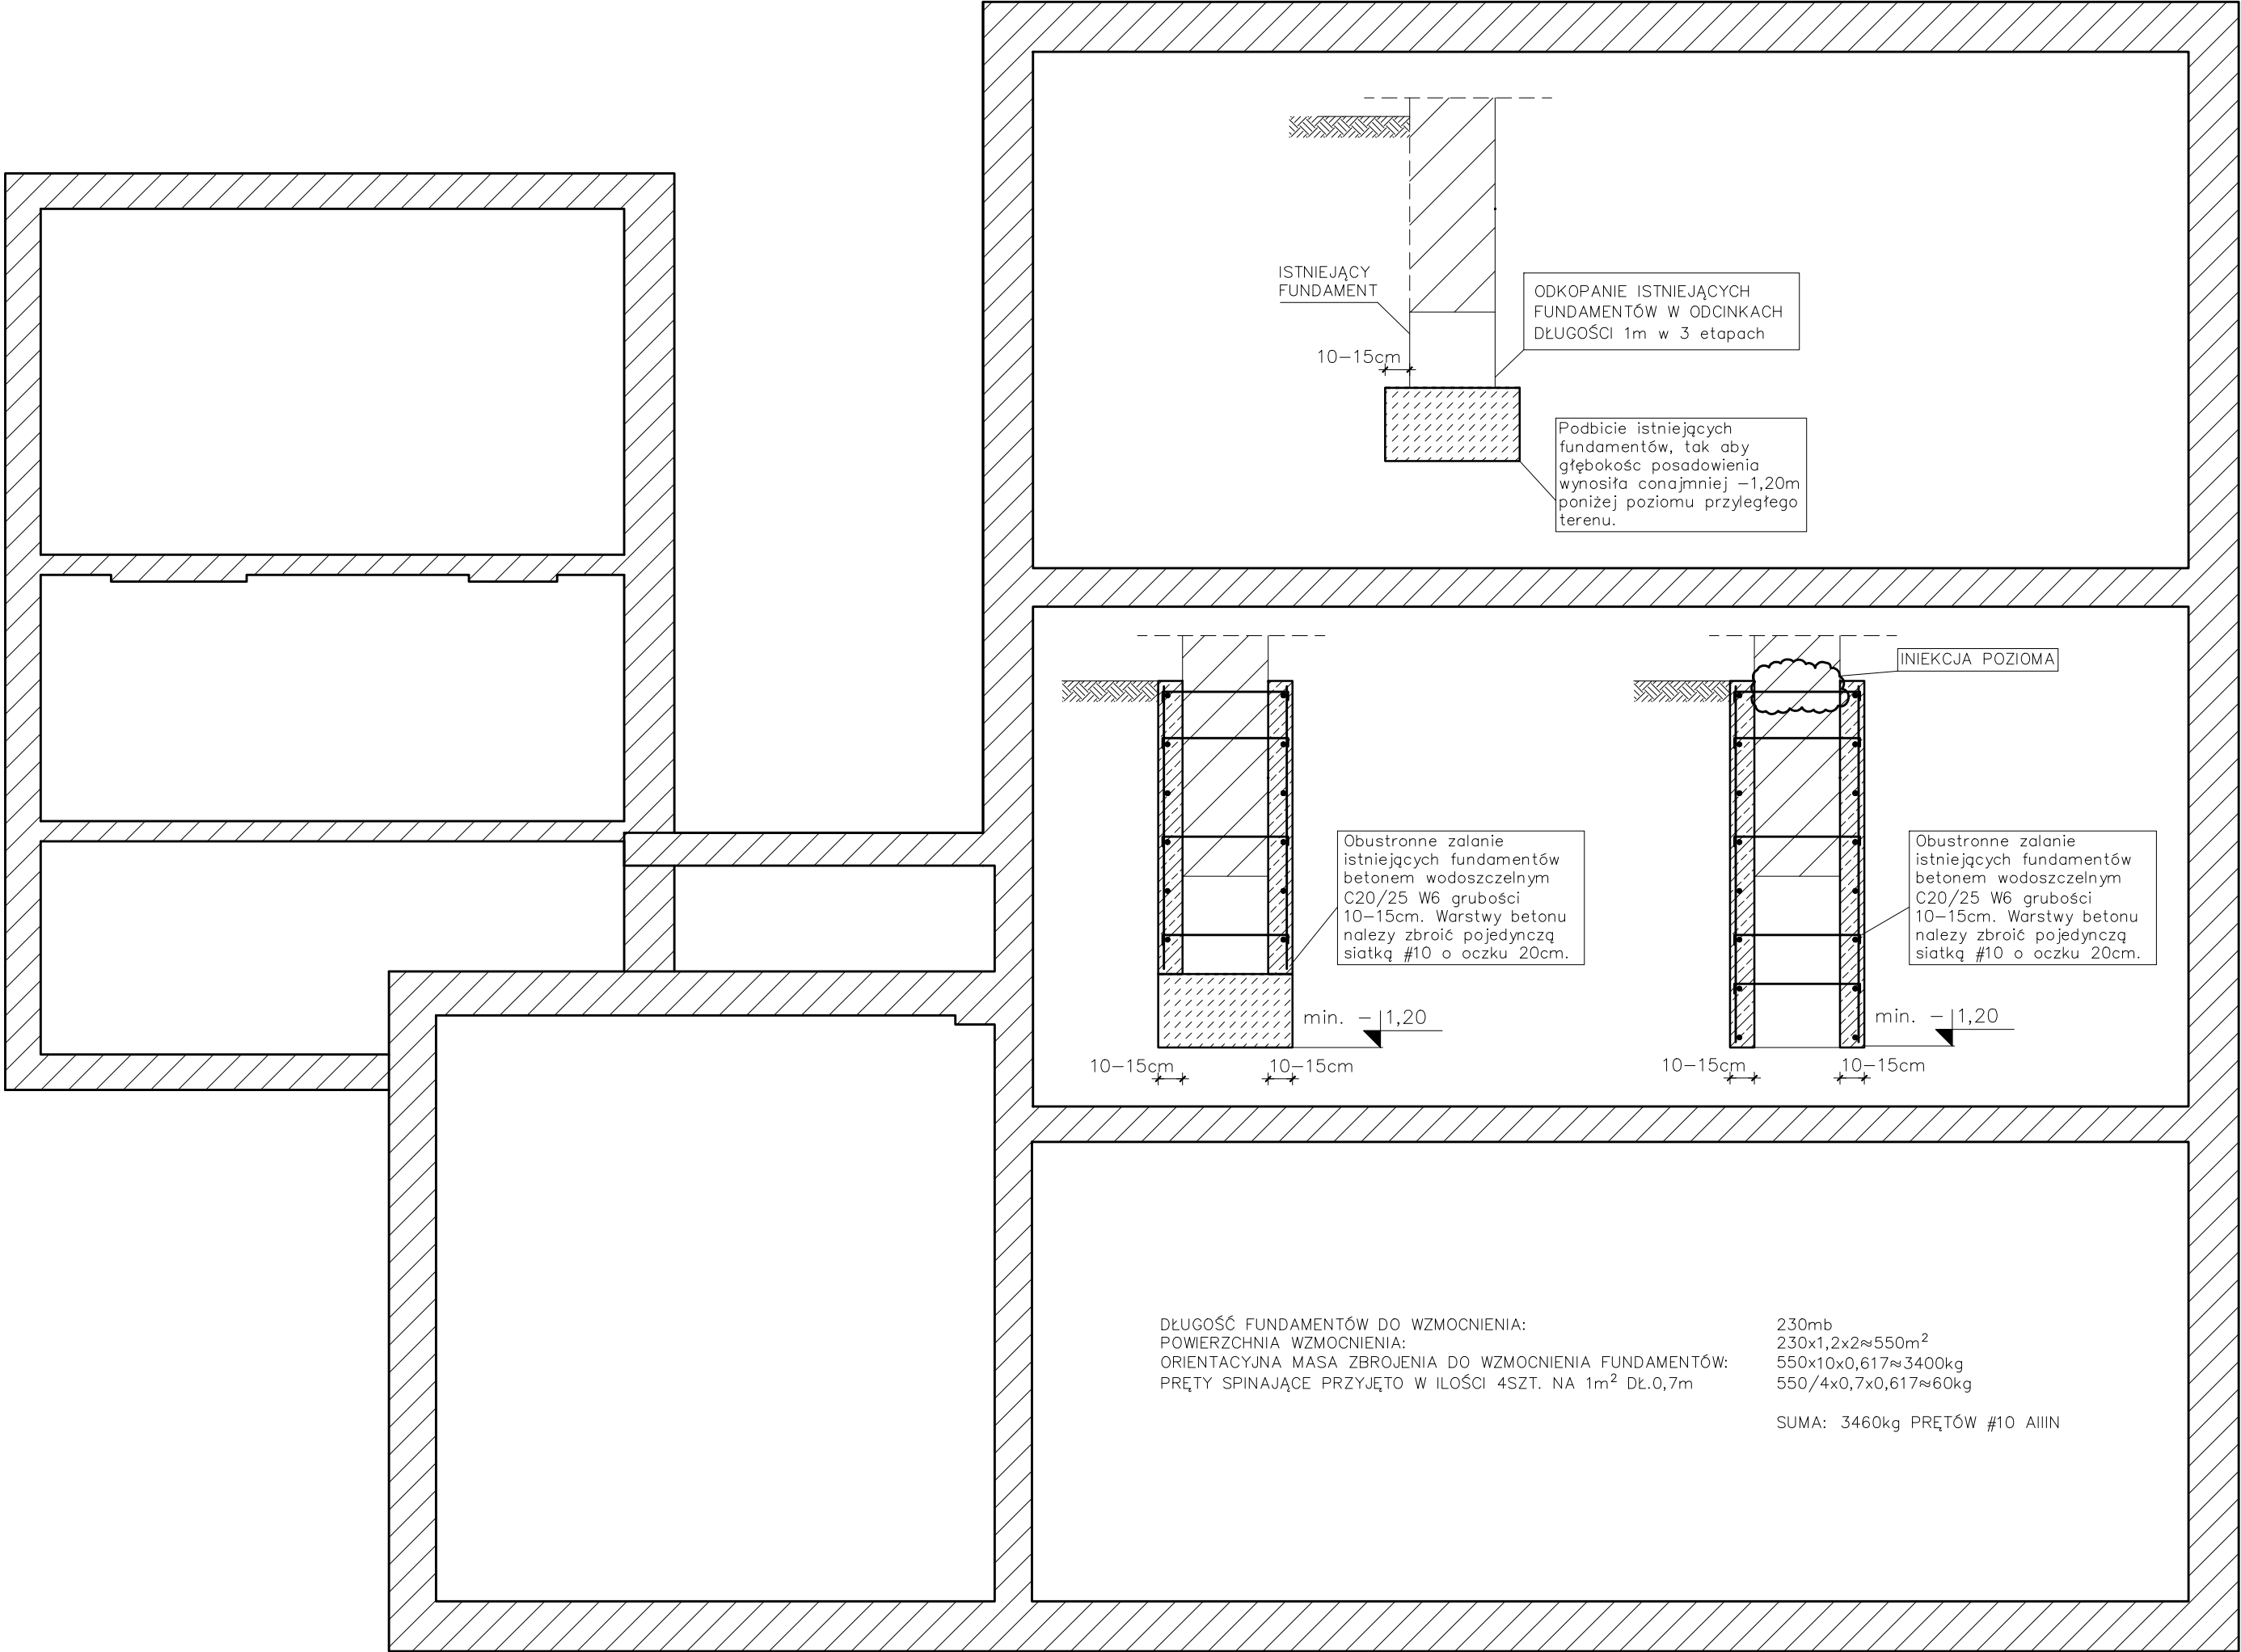 ISTNIEJĄCY
FUNDAMENT
ODKOPANIE ISTNIEJĄCYCH
FUNDAMENTÓW W ODCINKACH
DŁUGOŚCI 1m w 3 etapach
10–15cm
Podbicie istniejących
fundamentów, tak aby
głębokośc posadowienia
wynosiła conajmniej –1,20m
poniżej poziomu przyległego
terenu.
INIEKCJA POZIOMA
Obustronne zalanie
istniejących fundamentów
betonem wodoszczelnym
C20/25 W6 grubości
10–15cm. Warstwy betonu
nalezy zbroić pojedynczą
siatką #10 o oczku 20cm.
min. – 1,20
10–15cm
10–15cm
Obustronne zalanie
istniejących fundamentów
betonem wodoszczelnym
C20/25 W6 grubości
10–15cm. Warstwy betonu
nalezy zbroić pojedynczą
siatką #10 o oczku 20cm.
min. – 1,20
10–15cm
10–15cm
DŁUGOŚĆ FUNDAMENTÓW DO WZMOCNIENIA: 230mb
POWIERZCHNIA WZMOCNIENIA: 230x1,2x2≈550m²
ORIENTACYJNA MASA ZBROJENIA DO WZMOCNIENIA FUNDAMENTÓW: 550x10x0,617≈3400kg
PRĘTY SPINAJĄCE PRZYJĘTO W ILOŚCI 4SZT. NA 1m² DŁ.0,7m 550/4x0,7x0,617≈60kg
SUMA: 3460kg PRĘTÓW #10 AIIIN